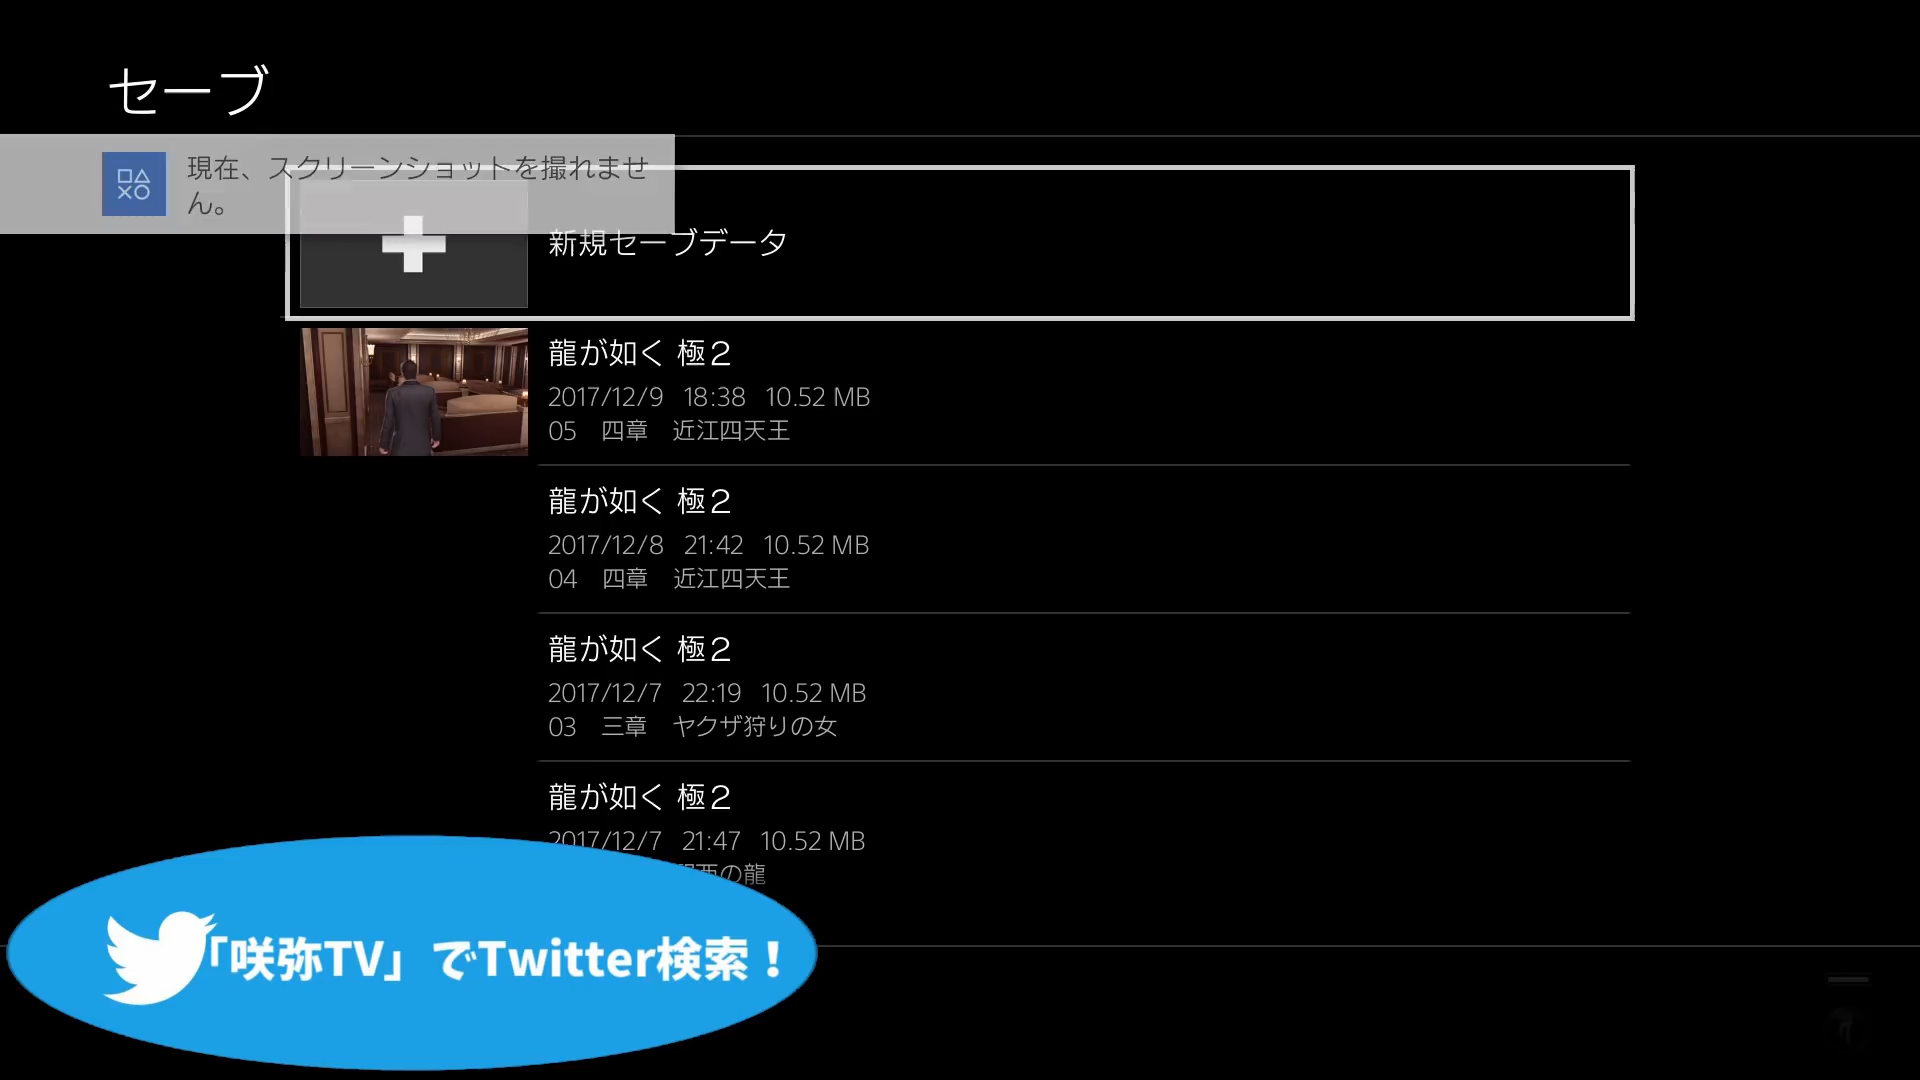 セーブ
現在、スクリーンショットを撮れませ
ん。
新規セーブデータ
龍が如く 極２
2017/12/9 18:38 10.52 MB
05 四章 近江四天王
龍が如く 極２
2017/12/8 21:42 10.52 MB
04 四章 近江四天王
龍が如く 極２
2017/12/7 22:19 10.52 MB
03 三章 ヤクザ狩りの女
龍が如く 極２
2017/12/7 21:47 10.52 MB
の龍
「咲弥TV」でTwitter検索！